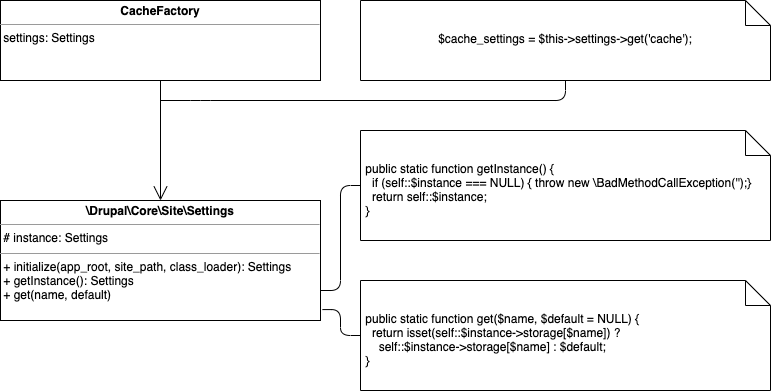 CacheFactory
settings: Settings
$cache_settings = $this->settings->get('cache');
public static function getInstance() {
if (self::$instance === NULL) { throw new \BadMethodCallException('');}
return self::$instance;
}
\Drupal\Core\Site\Settings
# instance: Settings
+ initialize(app_root, site_path, class_loader): Settings
+ getInstance(): Settings
+ get(name, default)
public static function get($name, $default = NULL) {
return isset(self::$instance->storage[$name]) ?
self::$instance->storage[$name] : $default;
}